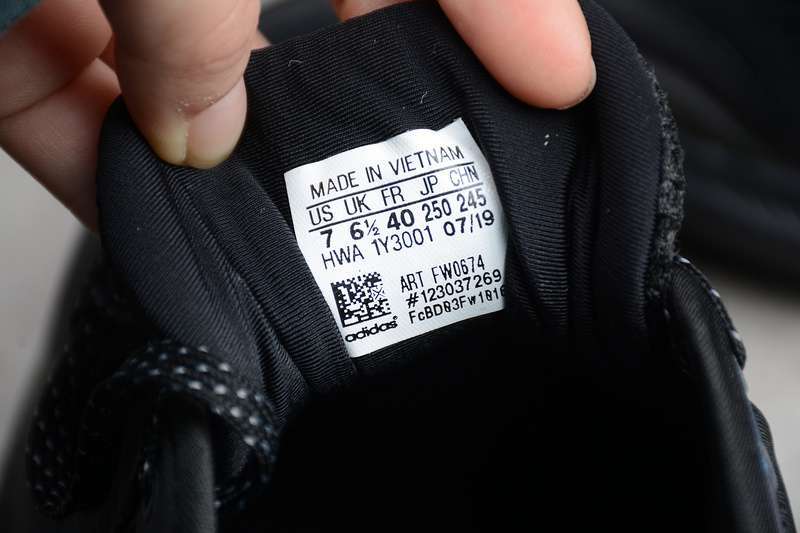 MADE IN VIETNAM
US UK FR JP CHN
7 6½ 40 250 245
HWA 1Y3001 07/19
ART FW0674
#123037269
FcBD03Fw1016
adidas®